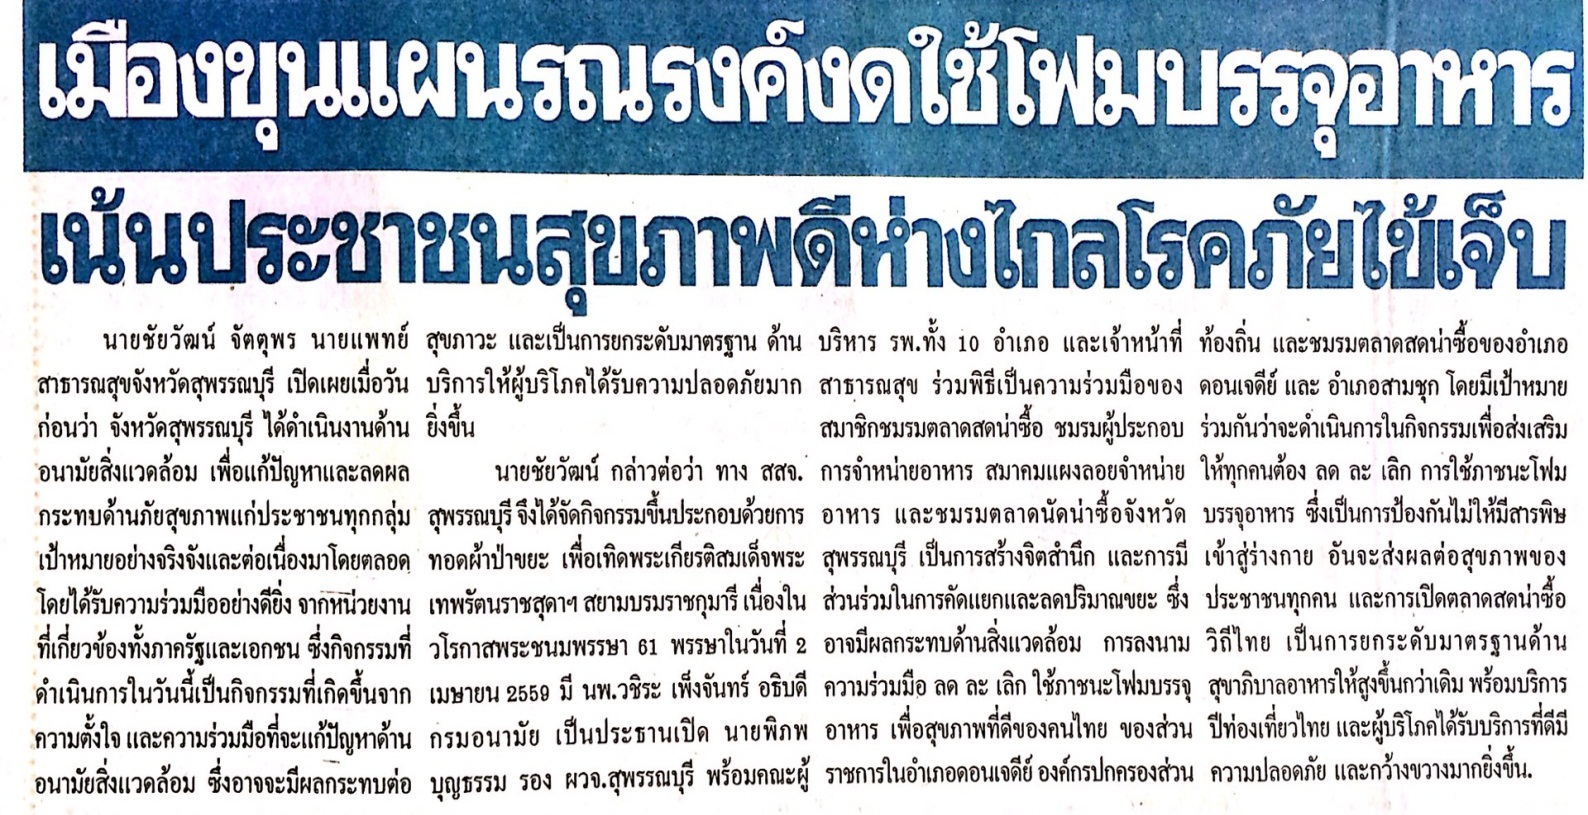 เมืองขุนแผนรณรงค์งดใช้โฟมบรรจุอาหาร
เน้นประชาชนสุขภาพดีห่างไกลโรคภัยไข้เจ็บ
นายชัยวัฒน์ จัตตุพร นายแพทย์
สาธารณสุขจังหวัดสุพรรณบุรี เปิดเผยเมื่อวัน
ก่อนว่า จังหวัดสุพรรณบุรี ได้ดำเนินงานด้าน
อนามัยสิ่งแวดล้อม เพื่อแก้ปัญหาและลดผล
กระทบด้านภัยสุขภาพแก่ประชาชนทุกกลุ่ม
เป้าหมายอย่างจริงจังและต่อเนื่องมาโดยตลอด
โดยได้รับความร่วมมืออย่างดียิ่ง จากหน่วยงาน
ที่เกี่ยวข้องทั้งภาครัฐและเอกชน ซึ่งกิจกรรมที่
ดำเนินการในวันนี้เป็นกิจกรรมที่เกิดขึ้นจาก
ความตั้งใจ และความร่วมมือที่จะแก้ปัญหาด้าน
อนามัยสิ่งแวดล้อม ซึ่งอาจจะมีผลกระทบต่อ
สุขภาวะ และเป็นการยกระดับมาตรฐาน ด้าน
บริการให้ผู้บริโภคได้รับความปลอดภัยมาก
ยิ่งขึ้น
นายชัยวัฒน์ กล่าวต่อว่า ทาง สสจ.
สุพรรณบุรี จึงได้จัดกิจกรรมขึ้นประกอบด้วยการ
ทอดผ้าป่าขยะ เพื่อเทิดพระเกียรติสมเด็จพระ
เทพรัตนราชสุดาฯ สยามบรมราชกุมารี เนื่องใน
วโรกาสพระชนมพรรษา 61 พรรษาในวันที่ 2
เมษายน 2559 มี นพ.วชิระ เพ็งจันทร์ อธิบดี
กรมอนามัย เป็นประธานเปิด นายพิภพ
บุญธรรม รอง ผวจ.สุพรรณบุรี พร้อมคณะผู้
บริหาร รพ.ทั้ง 10 อำเภอ และเจ้าหน้าที่
สาธารณสุข ร่วมพิธีเป็นความร่วมมือของ
สมาชิกชมรมตลาดสดน่าซื้อ ชมรมผู้ประกอบ
การจำหน่ายอาหาร สมาคมแผงลอยจำหน่าย
อาหาร และชมรมตลาดนัดน่าซื้อจังหวัด
สุพรรณบุรี เป็นการสร้างจิตสำนึก และการมี
ส่วนร่วมในการคัดแยกและลดปริมาณขยะ ซึ่ง
อาจมีผลกระทบด้านสิ่งแวดล้อม การลงนาม
ความร่วมมือ ลด ละ เลิก ใช้ภาชนะโฟมบรรจุ
อาหาร เพื่อสุขภาพที่ดีของคนไทย ของส่วน
ราชการในอำเภอดอนเจดีย์ องค์กรปกครองส่วน
ท้องถิ่น และชมรมตลาดสดน่าซื้อของอำเภอ
ดอนเจดีย์ และ อำเภอสามชุก โดยมีเป้าหมาย
ร่วมกันว่าจะดำเนินการในกิจกรรมเพื่อส่งเสริม
ให้ทุกคนต้อง ลด ละ เลิก การใช้ภาชนะโฟม
บรรจุอาหาร ซึ่งเป็นการป้องกันไม่ให้มีสารพิษ
เข้าสู่ร่างกาย อันจะส่งผลต่อสุขภาพของ
ประชาชนทุกคน และการเปิดตลาดสดน่าซื้อ
วิถีไทย เป็นการยกระดับมาตรฐานด้าน
สุขาภิบาลอาหารให้สูงขึ้นกว่าเดิม พร้อมบริการ
ปีท่องเที่ยวไทย และผู้บริโภคได้รับบริการที่ดีมี
ความปลอดภัย และกว้างขวางมากยิ่งขึ้น.